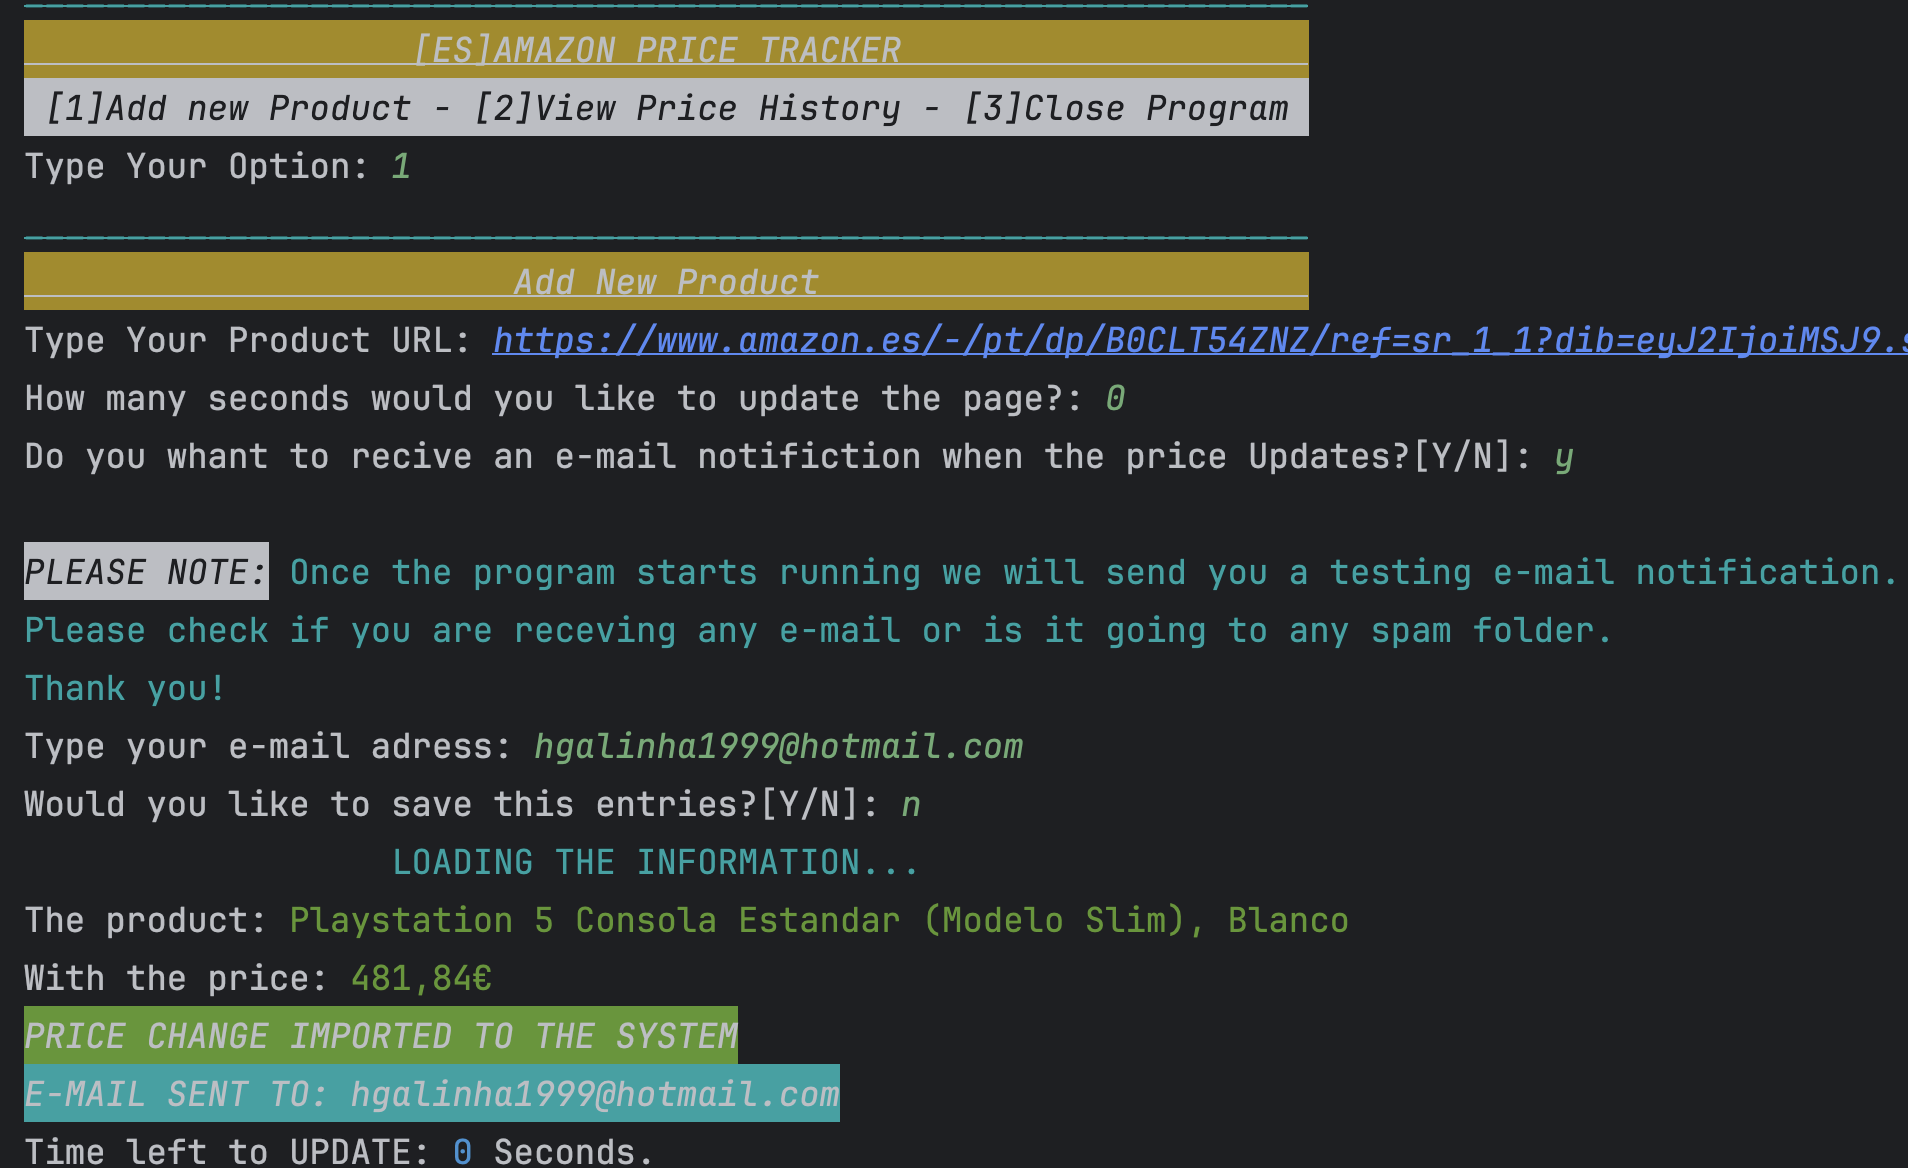 [ES]AMAZON PRICE TRACKER
[1]Add new Product - [2]View Price History - [3]Close Program
Type Your Option: 1
Add New Product
Type Your Product URL: https://www.amazon.es/-/pt/dp/B0CLT54ZNZ/ref=sr_1_1?dib=eyJ2IjoiMSJ9.s
How many seconds would you like to update the page?: 0
Do you whant to recive an e-mail notifiction when the price Updates?[Y/N]: y
PLEASE NOTE: Once the program starts running we will send you a testing e-mail notification.
Please check if you are receving any e-mail or is it going to any spam folder.
Thank you!
Type your e-mail adress: hgalinha1999@hotmail.com
Would you like to save this entries?[Y/N]: n
LOADING THE INFORMATION...
The product: Playstation 5 Consola Estandar (Modelo Slim), Blanco
With the price: 481,84€
PRICE CHANGE IMPORTED TO THE SYSTEM
E-MAIL SENT TO: hgalinha1999@hotmail.com
Time left to UPDATE: 0 Seconds.